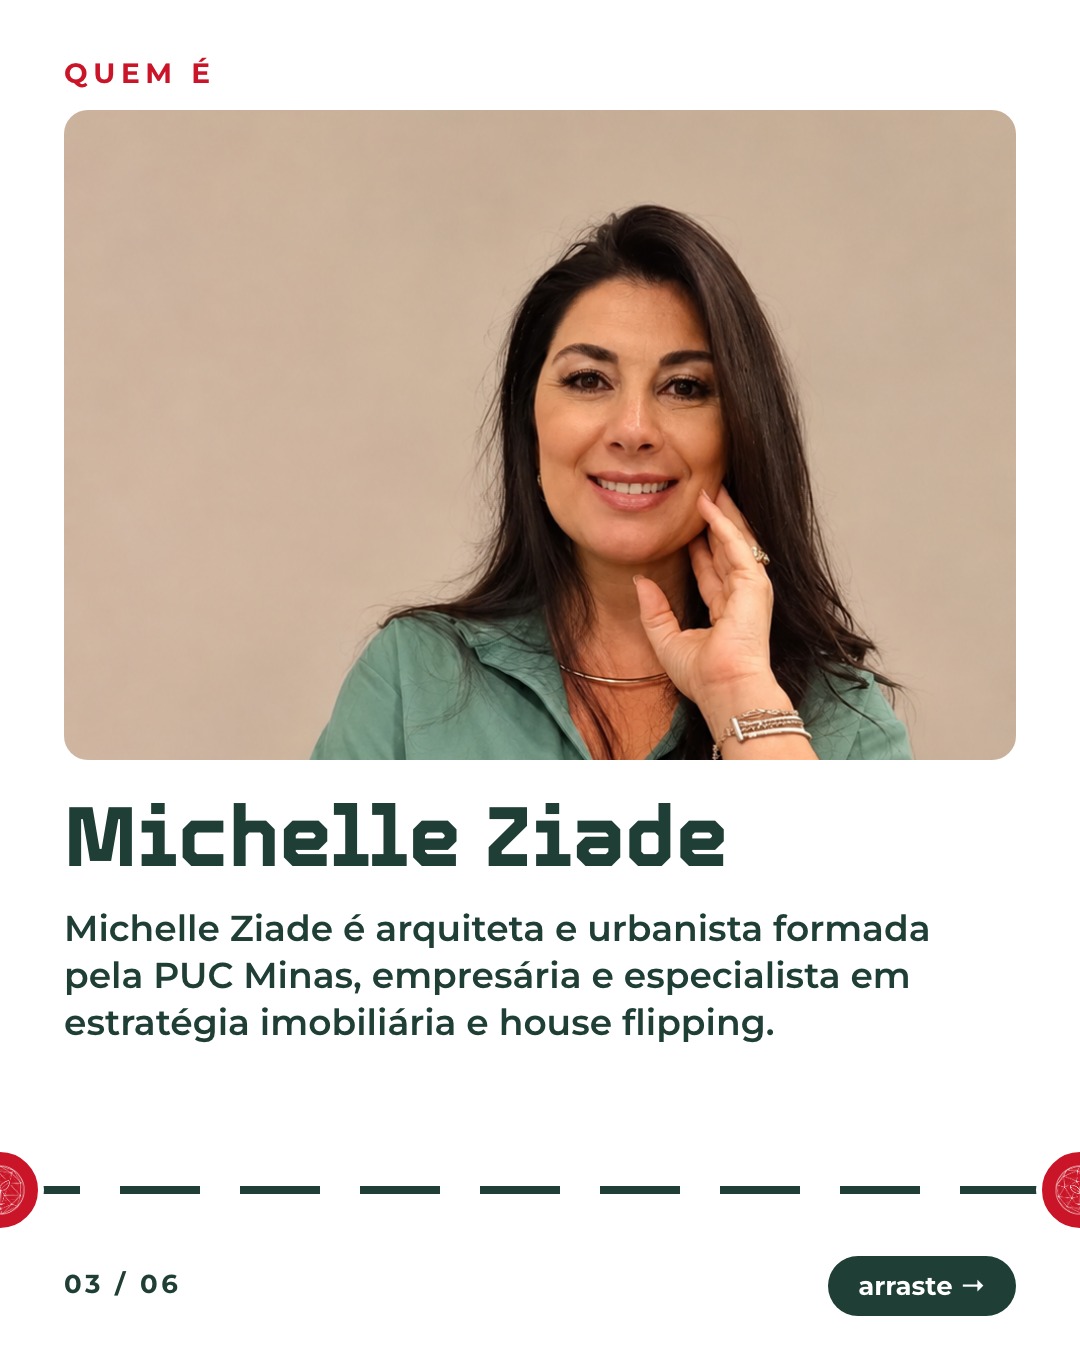 QUEM É
Michelle Ziade
Michelle Ziade é arquiteta e urbanista formada
pela PUC Minas, empresária e especialista em
estratégia imobiliária e house flipping.
03 / 06
arraste →